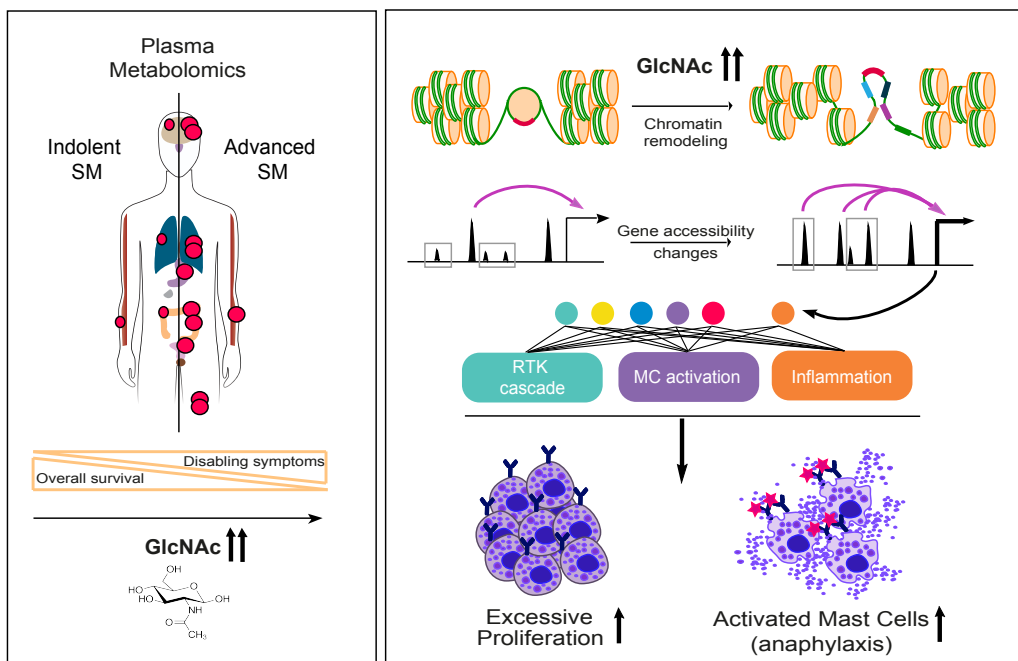 Plasma
Metabolomics
Indolent
SM
Advanced
SM
Disabling symptoms
Overall survival
GlcNAc
OH
HO
HO
O
OH
NH
O
CH3
GlcNAc
Chromatin
remodeling
Gene accessibility
changes
RTK
cascade
MC activation
Inflammation
Excessive
Proliferation
Activated Mast Cells
(anaphylaxis)